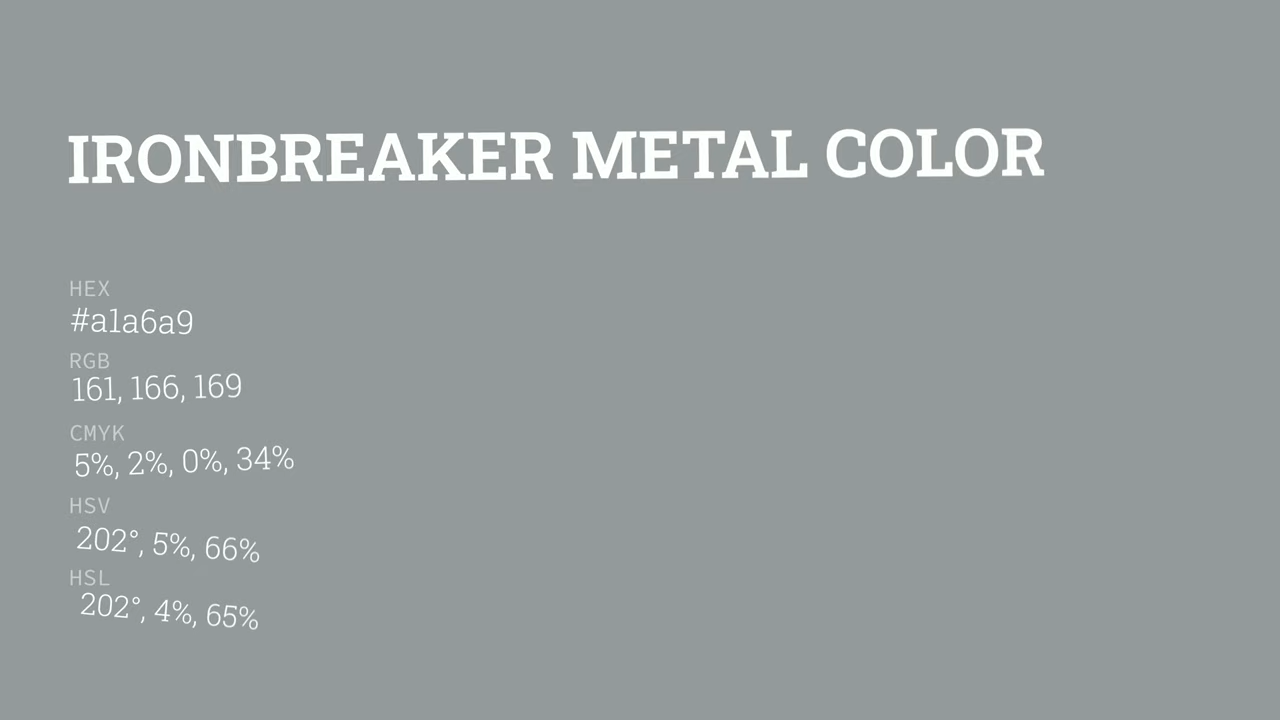 IRONBREAKER METAL COLOR
HEX
#a1a6a9
RGB
161, 166, 169
CMYK
5%, 2%, 0%, 34%
HSV
202°, 5%, 66%
HSL
202°, 4%, 65%